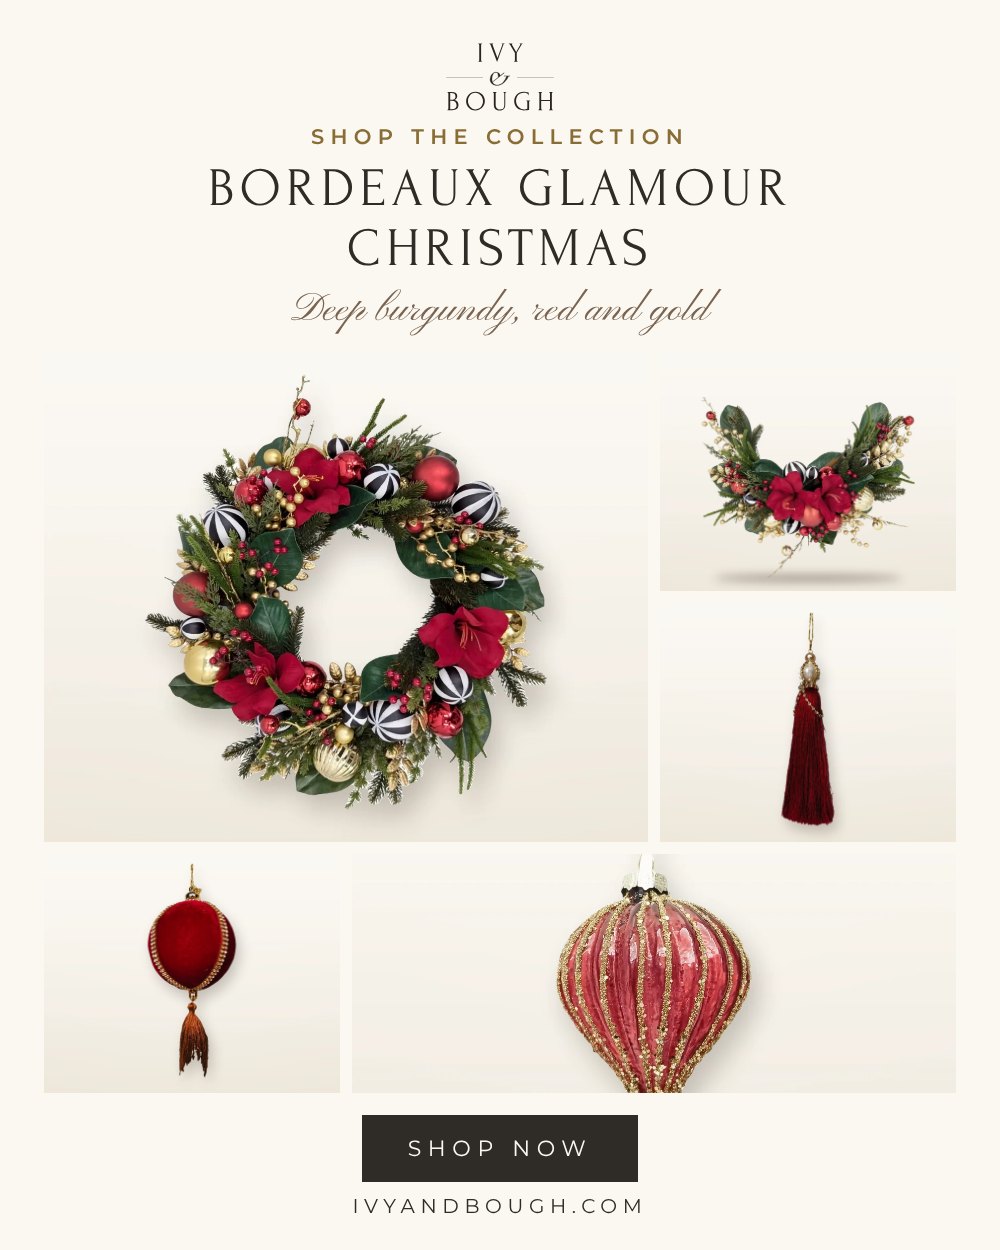 IVY
&
BOUGH
SHOP THE COLLECTION
BORDEAUX GLAMOUR
CHRISTMAS
Deep burgundy, red and gold
SHOP NOW
IVYANDBOUGH.COM